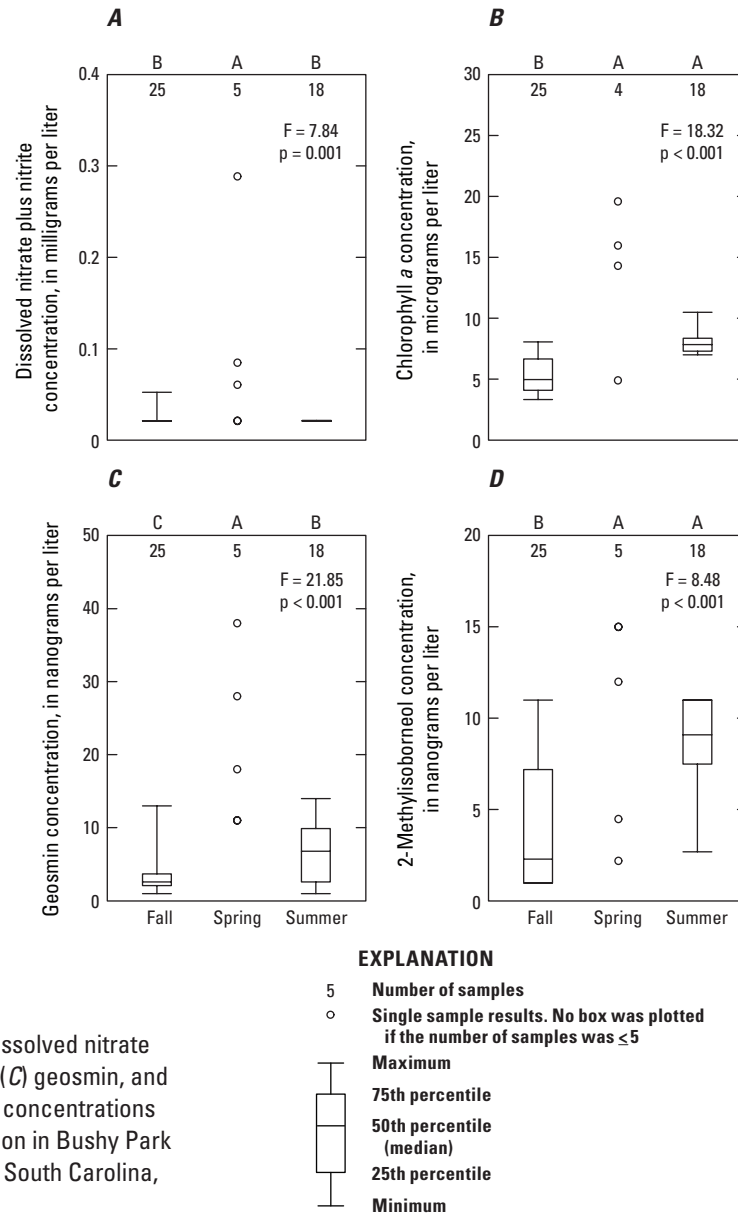 A
B A B
25 5 18
F = 7.84
p = 0.001
0.4
0.3
0.2
0.1
0
Dissolved nitrate plus nitrite
concentration, in milligrams per liter
B
B A A
25 4 18
F = 18.32
p < 0.001
30
25
20
15
10
5
0
Chlorophyll a concentration,
in micrograms per liter
C
C A B
25 5 18
F = 21.85
p < 0.001
50
40
30
20
10
0
Geosmin concentration, in nanograms per liter
Fall Spring Summer
D
B A A
25 5 18
F = 8.48
p < 0.001
20
15
10
5
0
2-Methylisoborneol concentration,
in nanograms per liter
Fall Spring Summer
EXPLANATION
5 Number of samples
Single sample results. No box was plotted
if the number of samples was ≤5
Maximum
75th percentile
50th percentile
(median)
25th percentile
Minimum
ssolved nitrate
(C) geosmin, and
concentrations
on in Bushy Park
South Carolina,